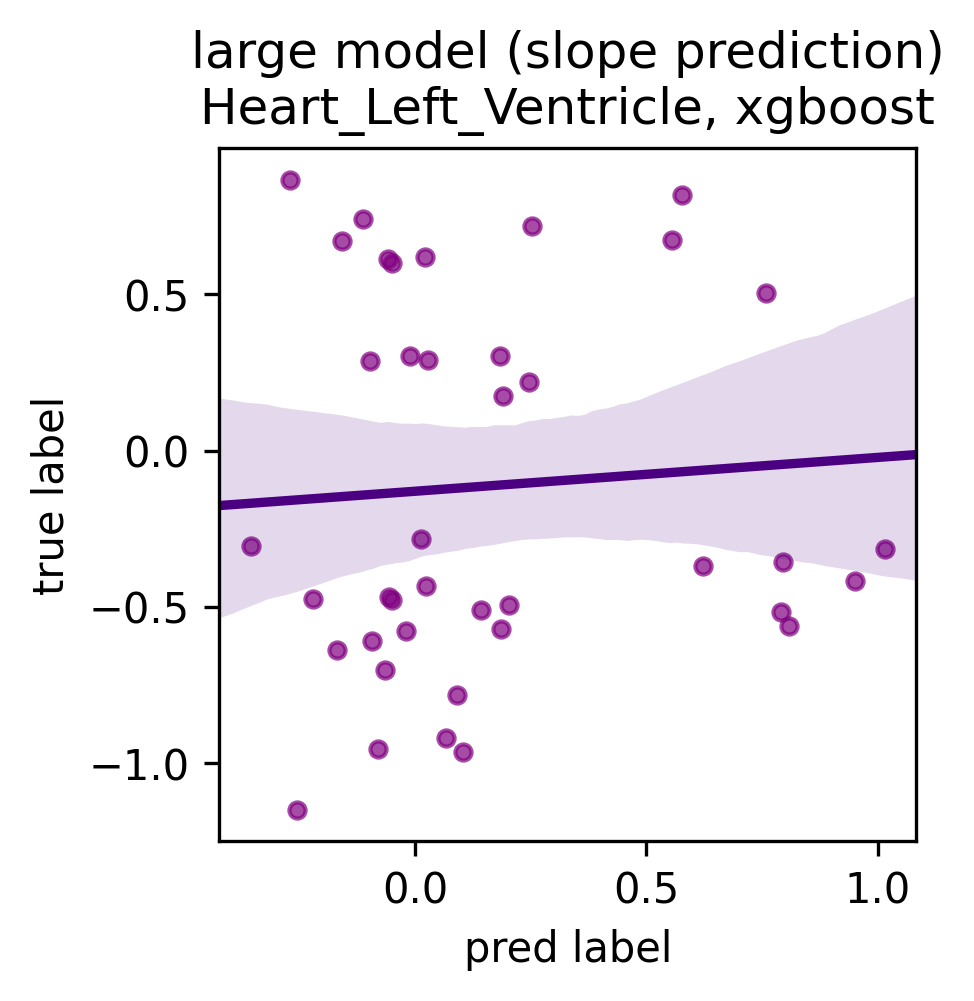 large model (slope prediction)
Heart_Left_Ventricle, xgboost
0.5
0.0
−0.5
−1.0
true label
0.0 0.5 1.0
pred label